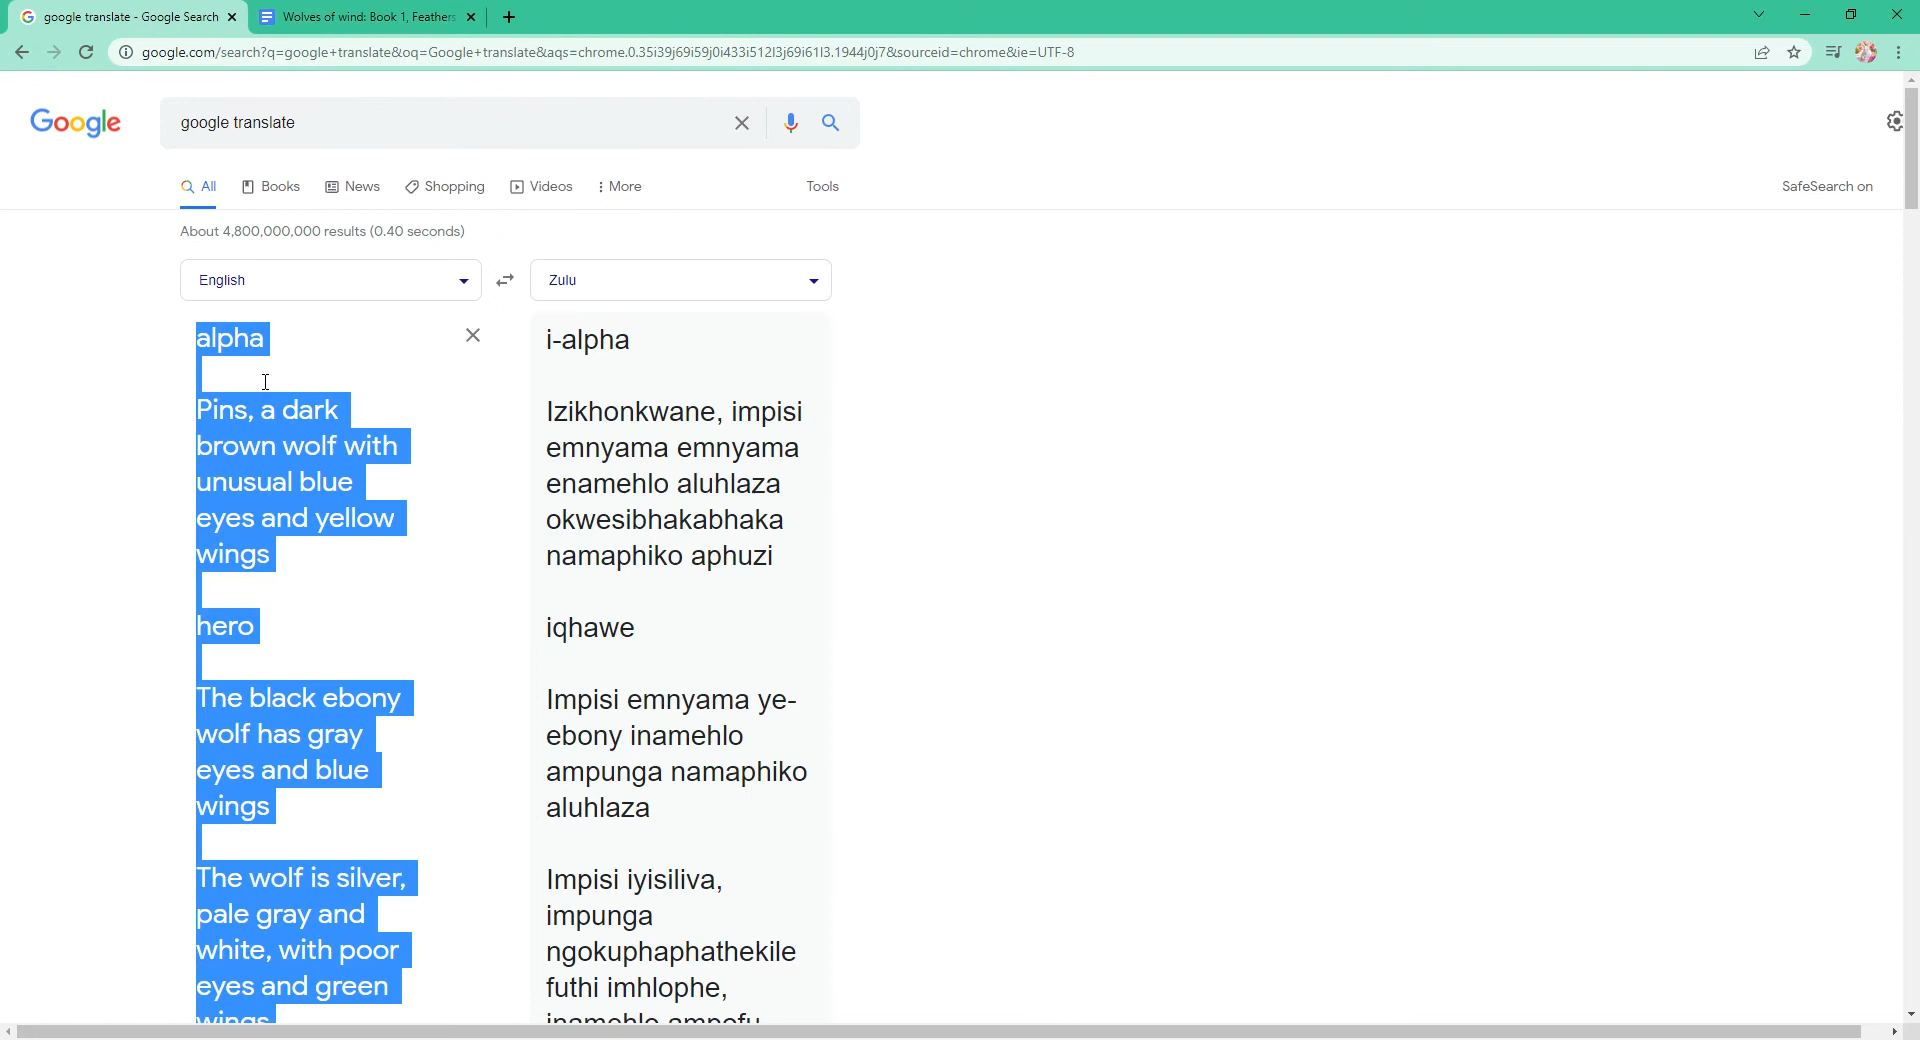 google translate - Google Search
Wolves of wind: Book 1, Feathers
google.com/search?q=google+translate&oq=Google+translate&aqs=chrome.0.35i39j69i59j0i433i512l3j69i61l3.1944j0j7&sourceid=chrome&ie=UTF-8
Google
google translate
All
Books
News
Shopping
Videos
More
Tools
SafeSearch on
About 4,800,000,000 results (0.40 seconds)
English
Zulu
alpha
Pins, a dark
brown wolf with
unusual blue
eyes and yellow
wings
hero
The black ebony
wolf has gray
eyes and blue
wings
The wolf is silver,
pale gray and
white, with poor
eyes and green
wings
i-alpha
Izikhonkwane, impisi
emnyama emnyama
enamehlo aluhlaza
okwesibhakabhaka
namaphiko aphuzi
iqhawe
Impisi emnyama ye-
ebony inamehlo
ampunga namaphiko
aluhlaza
Impisi iyisiliva,
impunga
ngokuphaphathekile
futhi imhlophe,
inamehlo ampofu